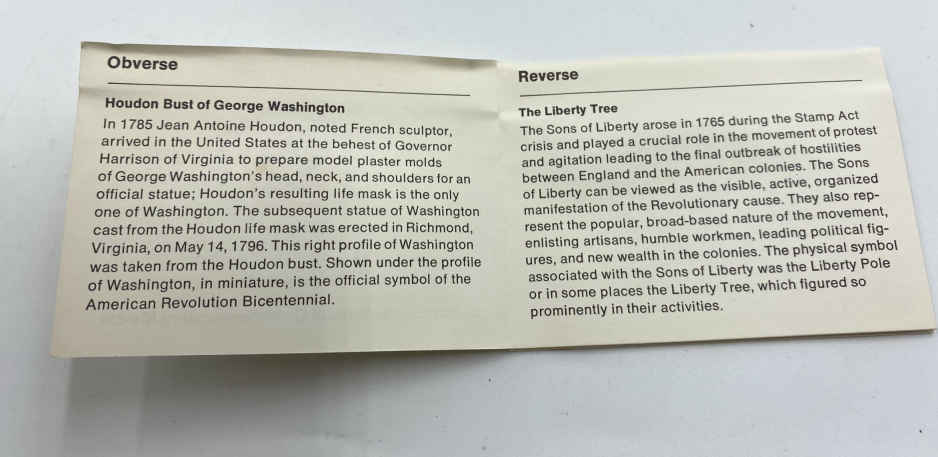 Obverse
Houdon Bust of George Washington
In 1785 Jean Antoine Houdon, noted French sculptor,
arrived in the United States at the behest of Governor
Harrison of Virginia to prepare model plaster molds
of George Washington's head, neck, and shoulders for an
official statue; Houdon's resulting life mask is the only
one of Washington. The subsequent statue of Washington
cast from the Houdon life mask was erected in Richmond,
Virginia, on May 14, 1796. This right profile of Washington
was taken from the Houdon bust. Shown under the profile
of Washington, in miniature, is the official symbol of the
American Revolution Bicentennial.
Reverse
The Liberty Tree
The Sons of Liberty arose in 1765 during the Stamp Act
crisis and played a crucial role in the movement of protest
and agitation leading to the final outbreak of hostilities
between England and the American colonies. The Sons
of Liberty can be viewed as the visible, active, organized
manifestation of the Revolutionary cause. They also rep-
resent the popular, broad-based nature of the movement,
enlisting artisans, humble workmen, leading political fig-
ures, and new wealth in the colonies. The physical symbol
associated with the Sons of Liberty was the Liberty Pole
or in some places the Liberty Tree, which figured so
prominently in their activities.